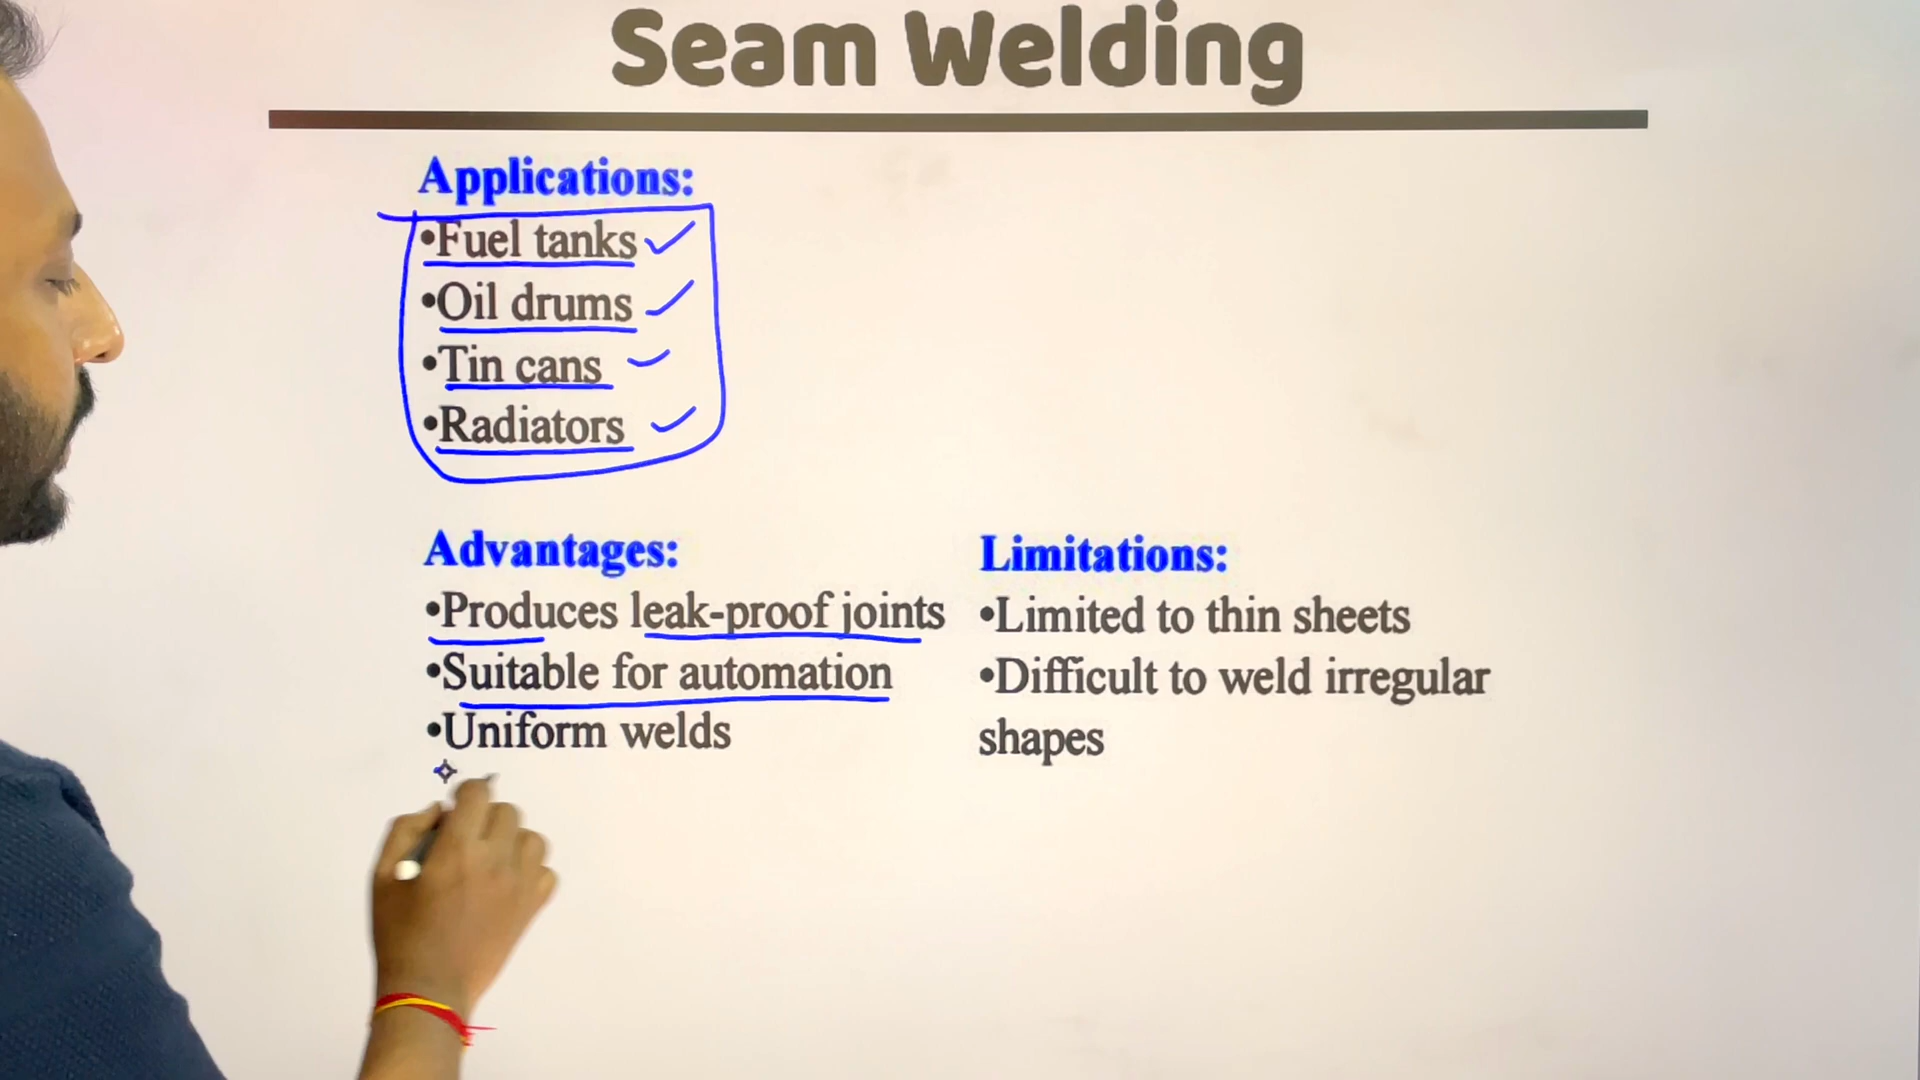 Seam Welding
Applications:
•Fuel tanks
•Oil drums
•Tin cans
•Radiators
Advantages:
•Produces leak-proof joints
•Suitable for automation
•Uniform welds
Limitations:
•Limited to thin sheets
•Difficult to weld irregular
shapes